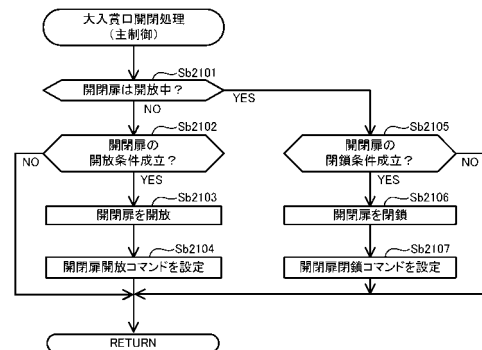 大入賞口開閉処理
(主制御)
Sb2101
開閉扉は開放中？
NO
YES
Sb2102
開閉扉の
開放条件成立？
NO
YES
Sb2103
開閉扉を開放
Sb2104
開閉扉開放コマンドを設定
Sb2105
開閉扉の
閉鎖条件成立？
NO
YES
Sb2106
開閉扉を閉鎖
Sb2107
開閉扉閉鎖コマンドを設定
RETURN